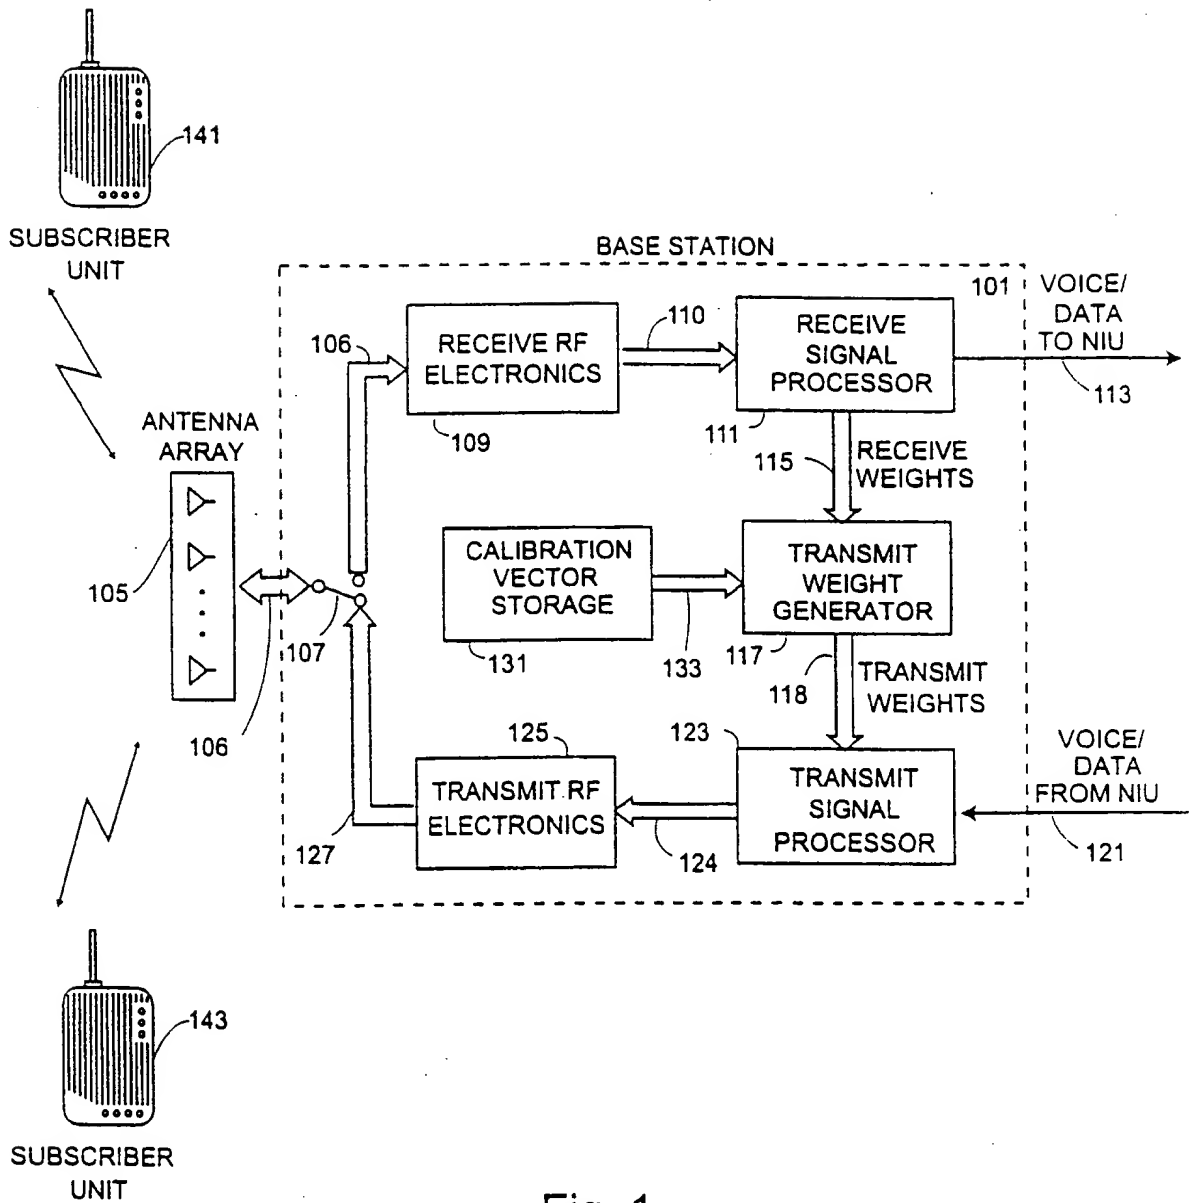 141
SUBSCRIBER
UNIT
BASE STATION
101
VOICE/
DATA
TO NIU
113
106
RECEIVE RF
ELECTRONICS
109
110
RECEIVE
SIGNAL
PROCESSOR
111
ANTENNA
ARRAY
105
106
107
115
RECEIVE
WEIGHTS
CALIBRATION
VECTOR
STORAGE
131
133
TRANSMIT
WEIGHT
GENERATOR
117
118
TRANSMIT
WEIGHTS
125
TRANSMIT RF
ELECTRONICS
127
124
123
TRANSMIT
SIGNAL
PROCESSOR
VOICE/
DATA
FROM NIU
121
143
SUBSCRIBER
UNIT
Fig. 1